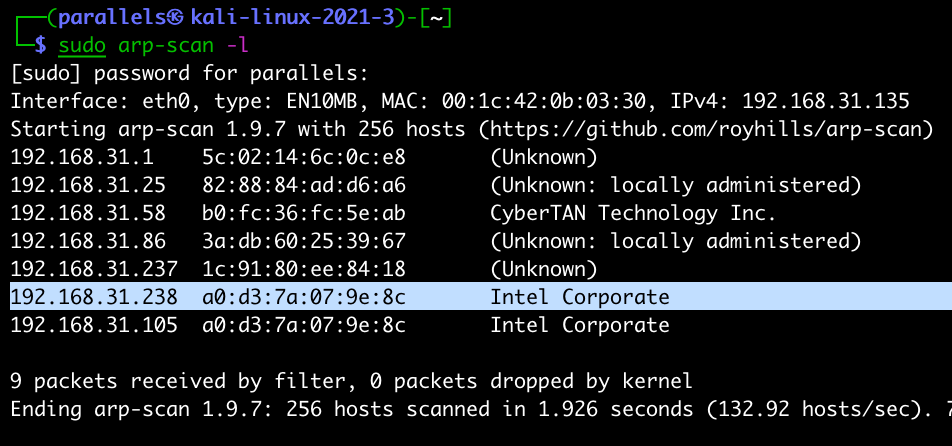 ┌──(parallels㉿kali-linux-2021-3)-[~]
└─$ sudo arp-scan -l
[sudo] password for parallels:
Interface: eth0, type: EN10MB, MAC: 00:1c:42:0b:03:30, IPv4: 192.168.31.135
Starting arp-scan 1.9.7 with 256 hosts (https://github.com/royhills/arp-scan)
192.168.31.1 5c:02:14:6c:0c:e8 (Unknown)
192.168.31.25 82:88:84:ad:d6:a6 (Unknown: locally administered)
192.168.31.58 b0:fc:36:fc:5e:ab CyberTAN Technology Inc.
192.168.31.86 3a:db:60:25:39:67 (Unknown: locally administered)
192.168.31.237 1c:91:80:ee:84:18 (Unknown)
192.168.31.238 a0:d3:7a:07:9e:8c Intel Corporate
192.168.31.105 a0:d3:7a:07:9e:8c Intel Corporate
9 packets received by filter, 0 packets dropped by kernel
Ending arp-scan 1.9.7: 256 hosts scanned in 1.926 seconds (132.92 hosts/sec).